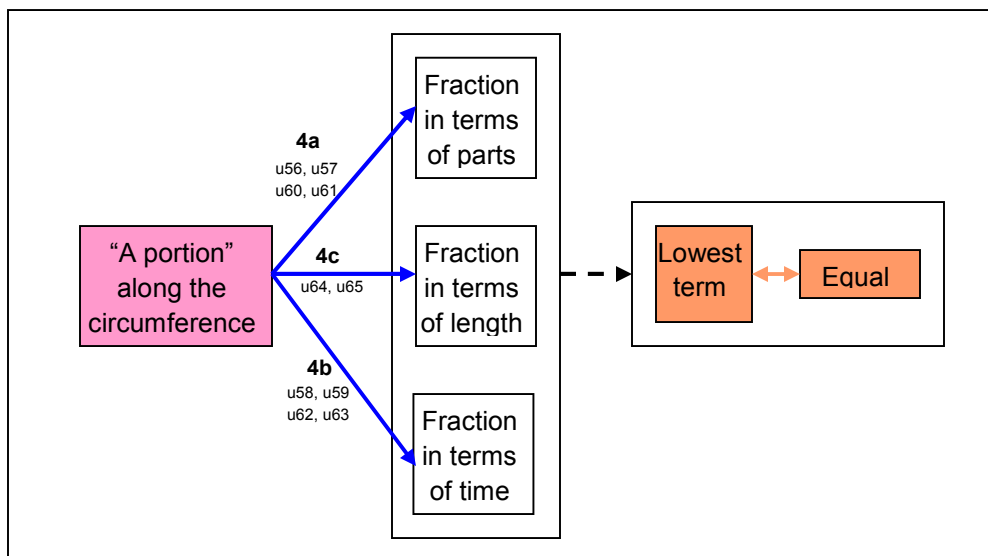 “A portion”
along the
circumference
4a
u56, u57
u60, u61
4c
u64, u65
4b
u58, u59
u62, u63
Fraction
in terms
of parts
Fraction
in terms
of length
Fraction
in terms
of time
Lowest
term
Equal